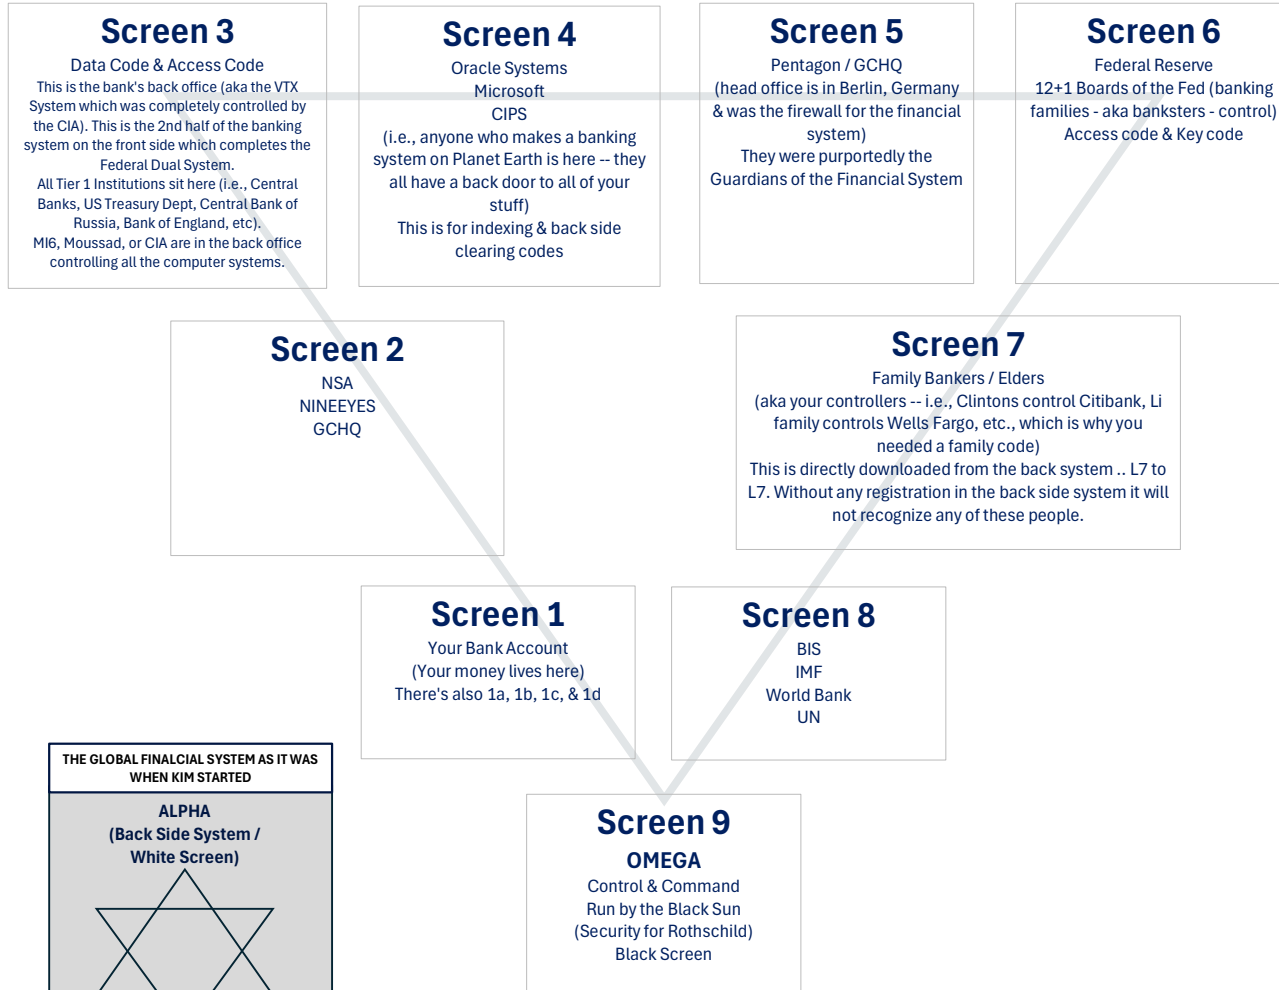 Screen 3
Data Code & Access Code
This is the bank's back office (aka the VTX
System which was completely controlled by
the CIA). This is the 2nd half of the banking
system on the front side which completes the
Federal Dual System.
All Tier 1 Institutions sit here (i.e., Central
Banks, US Treasury Dept, Central Bank of
Russia, Bank of England, etc).
MI6, Moussad, or CIA are in the back office
controlling all the computer systems.
Screen 4
Oracle Systems
Microsoft
CIPS
(i.e., anyone who makes a banking
system on Planet Earth is here -- they
all have a back door to all of your
stuff)
This is for indexing & back side
clearing codes
Screen 5
Pentagon / GCHQ
(head office is in Berlin, Germany
& was the firewall for the financial
system)
They were purportedly the
Guardians of the Financial System
Screen 6
Federal Reserve
12+1 Boards of the Fed (banking
families - aka banksters - control)
Access code & Key code
Screen 2
NSA
NINEEYES
GCHQ
Screen 7
Family Bankers / Elders
(aka your controllers -- i.e., Clintons control Citibank, Li
family controls Wells Fargo, etc., which is why you
needed a family code)
This is directly downloaded from the back system .. L7 to
L7. Without any registration in the back side system it will
not recognize any of these people.
Screen 1
Your Bank Account
(Your money lives here)
There's also 1a, 1b, 1c, & 1d
Screen 8
BIS
IMF
World Bank
UN
THE GLOBAL FINALCIAL SYSTEM AS IT WAS
WHEN KIM STARTED
ALPHA
(Back Side System /
White Screen)
Screen 9
OMEGA
Control & Command
Run by the Black Sun
(Security for Rothschild)
Black Screen